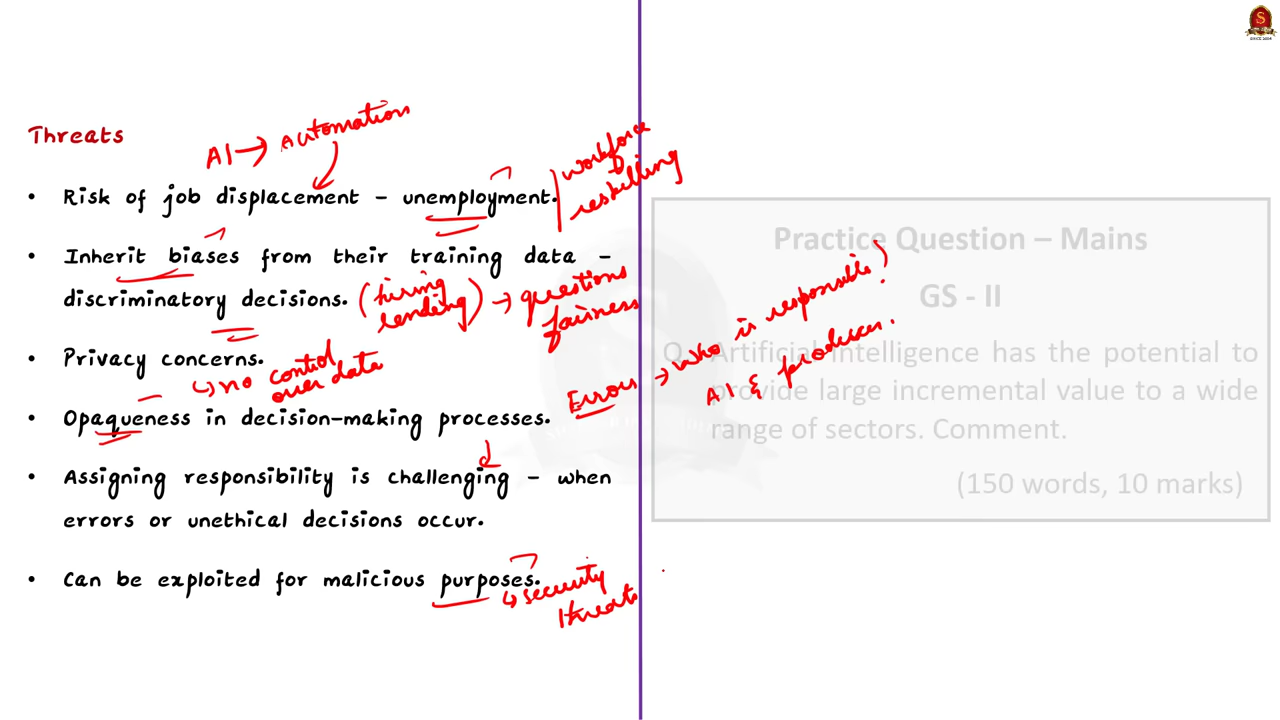 Threats
AI → Automation
• Risk of job displacement – unemployment.
workforce
reskilling
• Inherit biases from their training data –
discriminatory decisions.
(hiring
lending) → questions
fairness
• Privacy concerns.
↳ no control
over data
• Opaqueness in decision-making processes.
Errors → who is responsible?
AI & producer.
• Assigning responsibility is challenging – when
errors or unethical decisions occur.
• Can be exploited for malicious purposes.
↳ security
threats
Practice Question – Mains
GS - II
Q. Artificial Intelligence has the potential to
provide large incremental value to a wide
range of sectors. Comment.
(150 words, 10 marks)
S
SINCE 2004